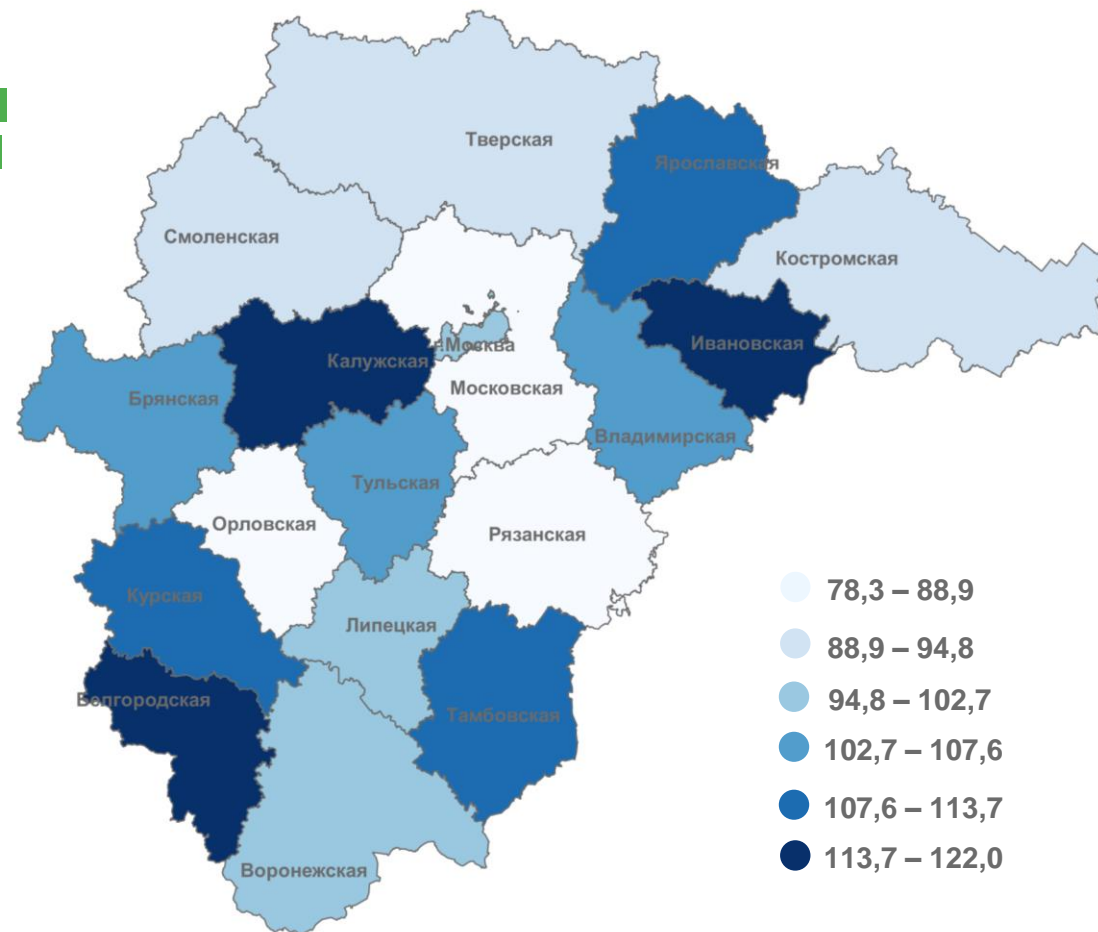 Тверская
Ярославская
Смоленская
Костромская
г.Москва
Ивановская
Калужская
Московская
Брянская
Владимирская
Тульская
Орловская
Рязанская
Курская
Липецкая
Белгородская
Тамбовская
Воронежская
78,3 – 88,9
88,9 – 94,8
94,8 – 102,7
102,7 – 107,6
107,6 – 113,7
113,7 – 122,0